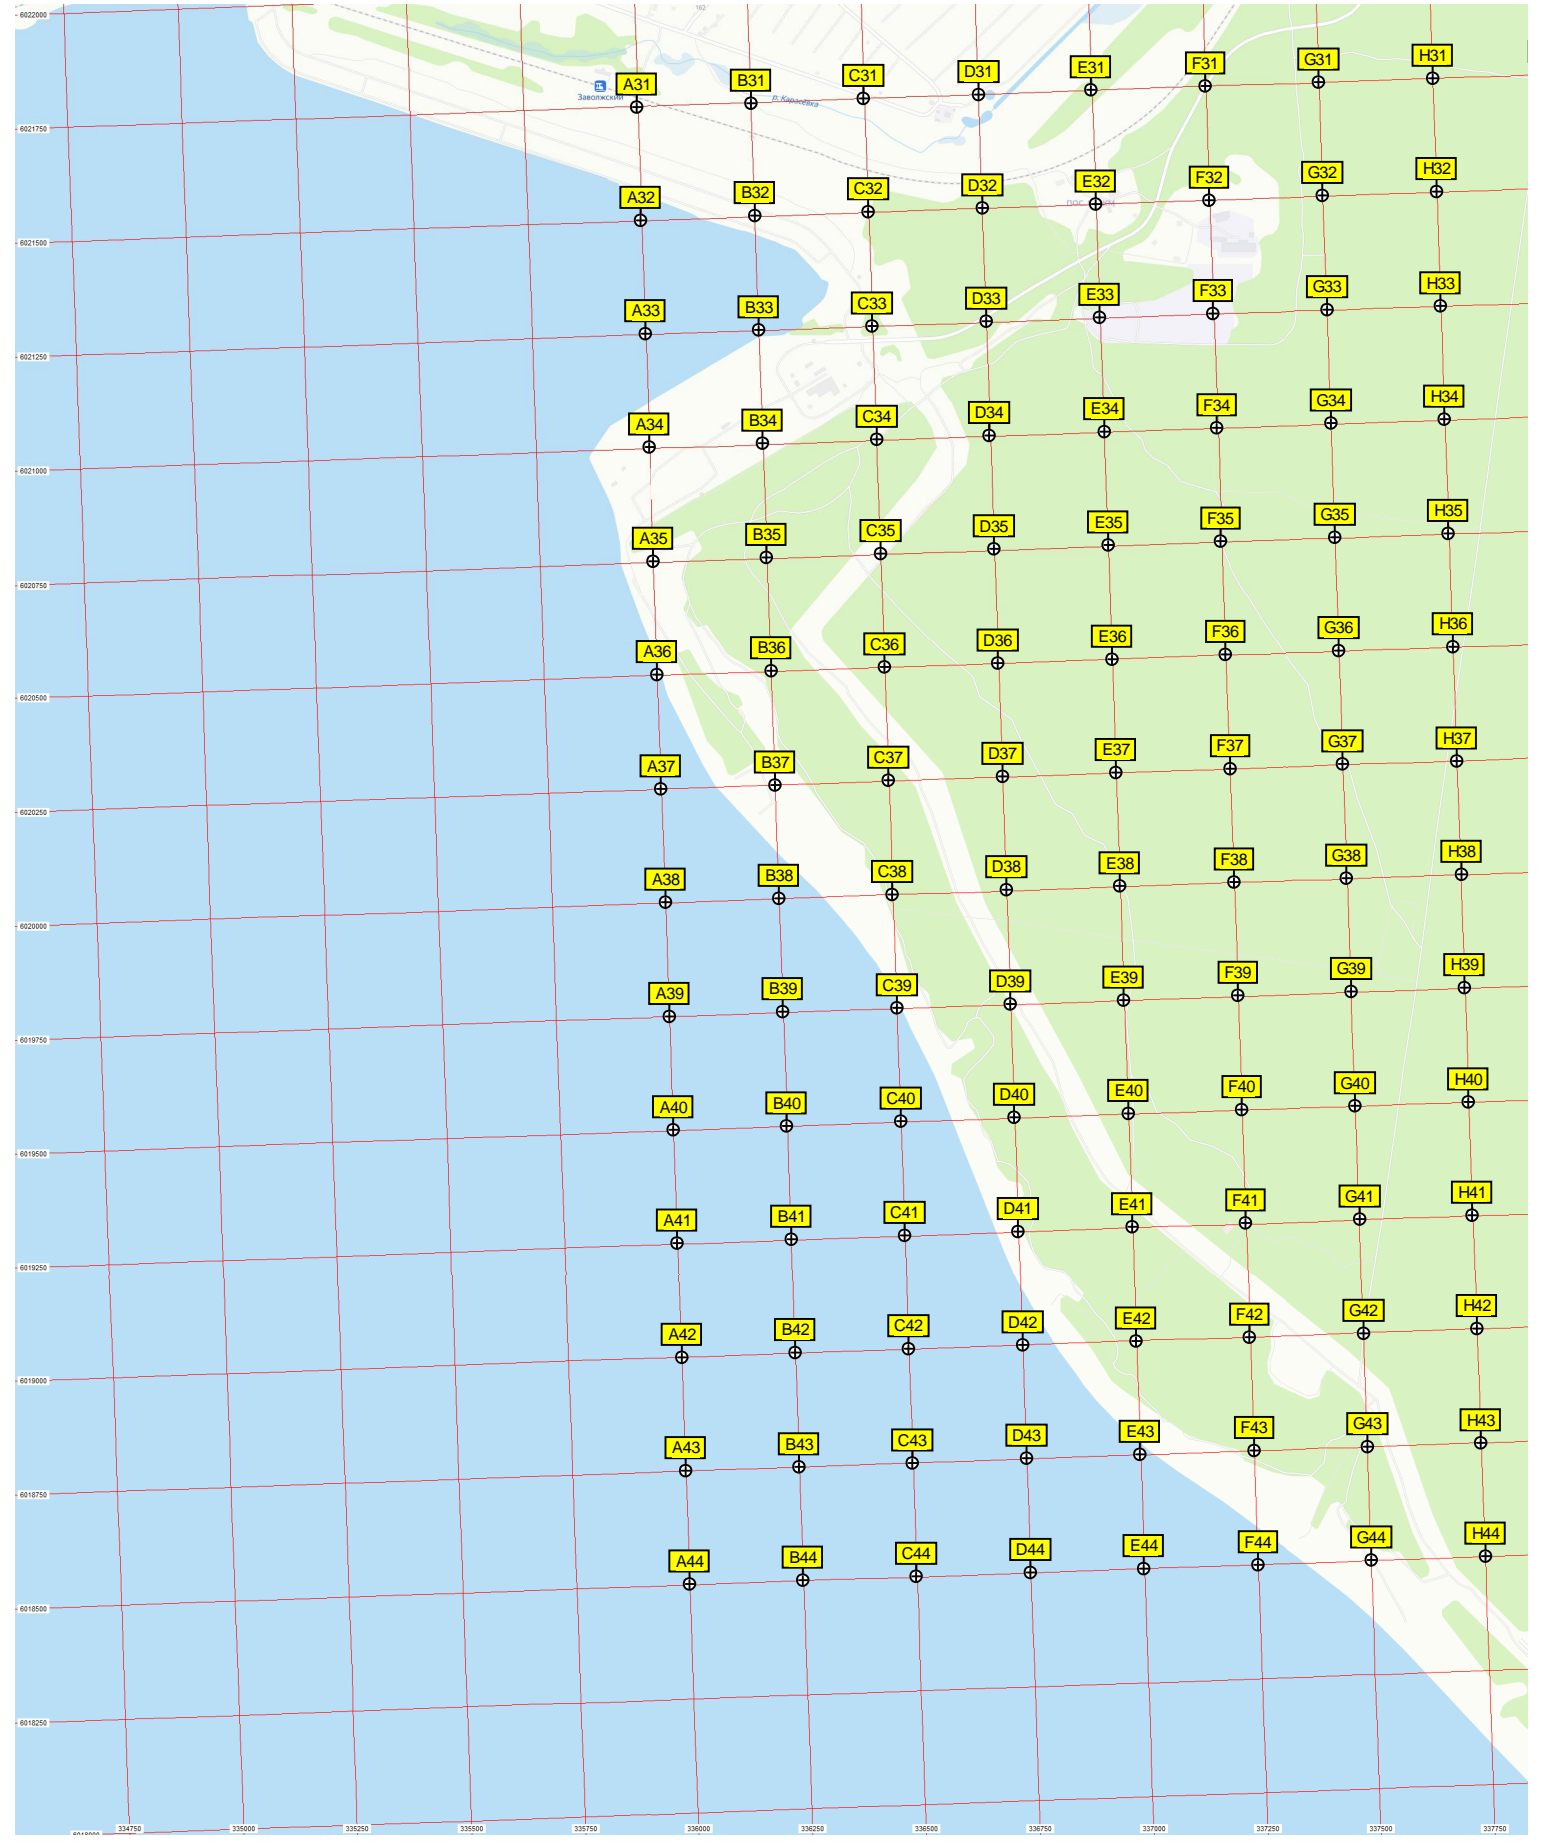 6022000
182
A31 B31 C31 D31 E31 F31 G31 H31
Заволжский
р. Карасёвка
6021750
A32 B32 C32 D32 E32 F32 G32 H32
6021500
A33 B33 C33 D33 E33 F33 G33 H33
6021250
A34 B34 C34 D34 E34 F34 G34 H34
6021000
A35 B35 C35 D35 E35 F35 G35 H35
6020750
A36 B36 C36 D36 E36 F36 G36 H36
6020500
A37 B37 C37 D37 E37 F37 G37 H37
6020250
A38 B38 C38 D38 E38 F38 G38 H38
6020000
A39 B39 C39 D39 E39 F39 G39 H39
6019750
A40 B40 C40 D40 E40 F40 G40 H40
6019500
A41 B41 C41 D41 E41 F41 G41 H41
6019250
A42 B42 C42 D42 E42 F42 G42 H42
6019000
A43 B43 C43 D43 E43 F43 G43 H43
6018750
A44 B44 C44 D44 E44 F44 G44 H44
6018500
6018250
6018000
334750 335000 335250 335500 335750 336000 336250 336500 336750 337000 337250 337500 337750